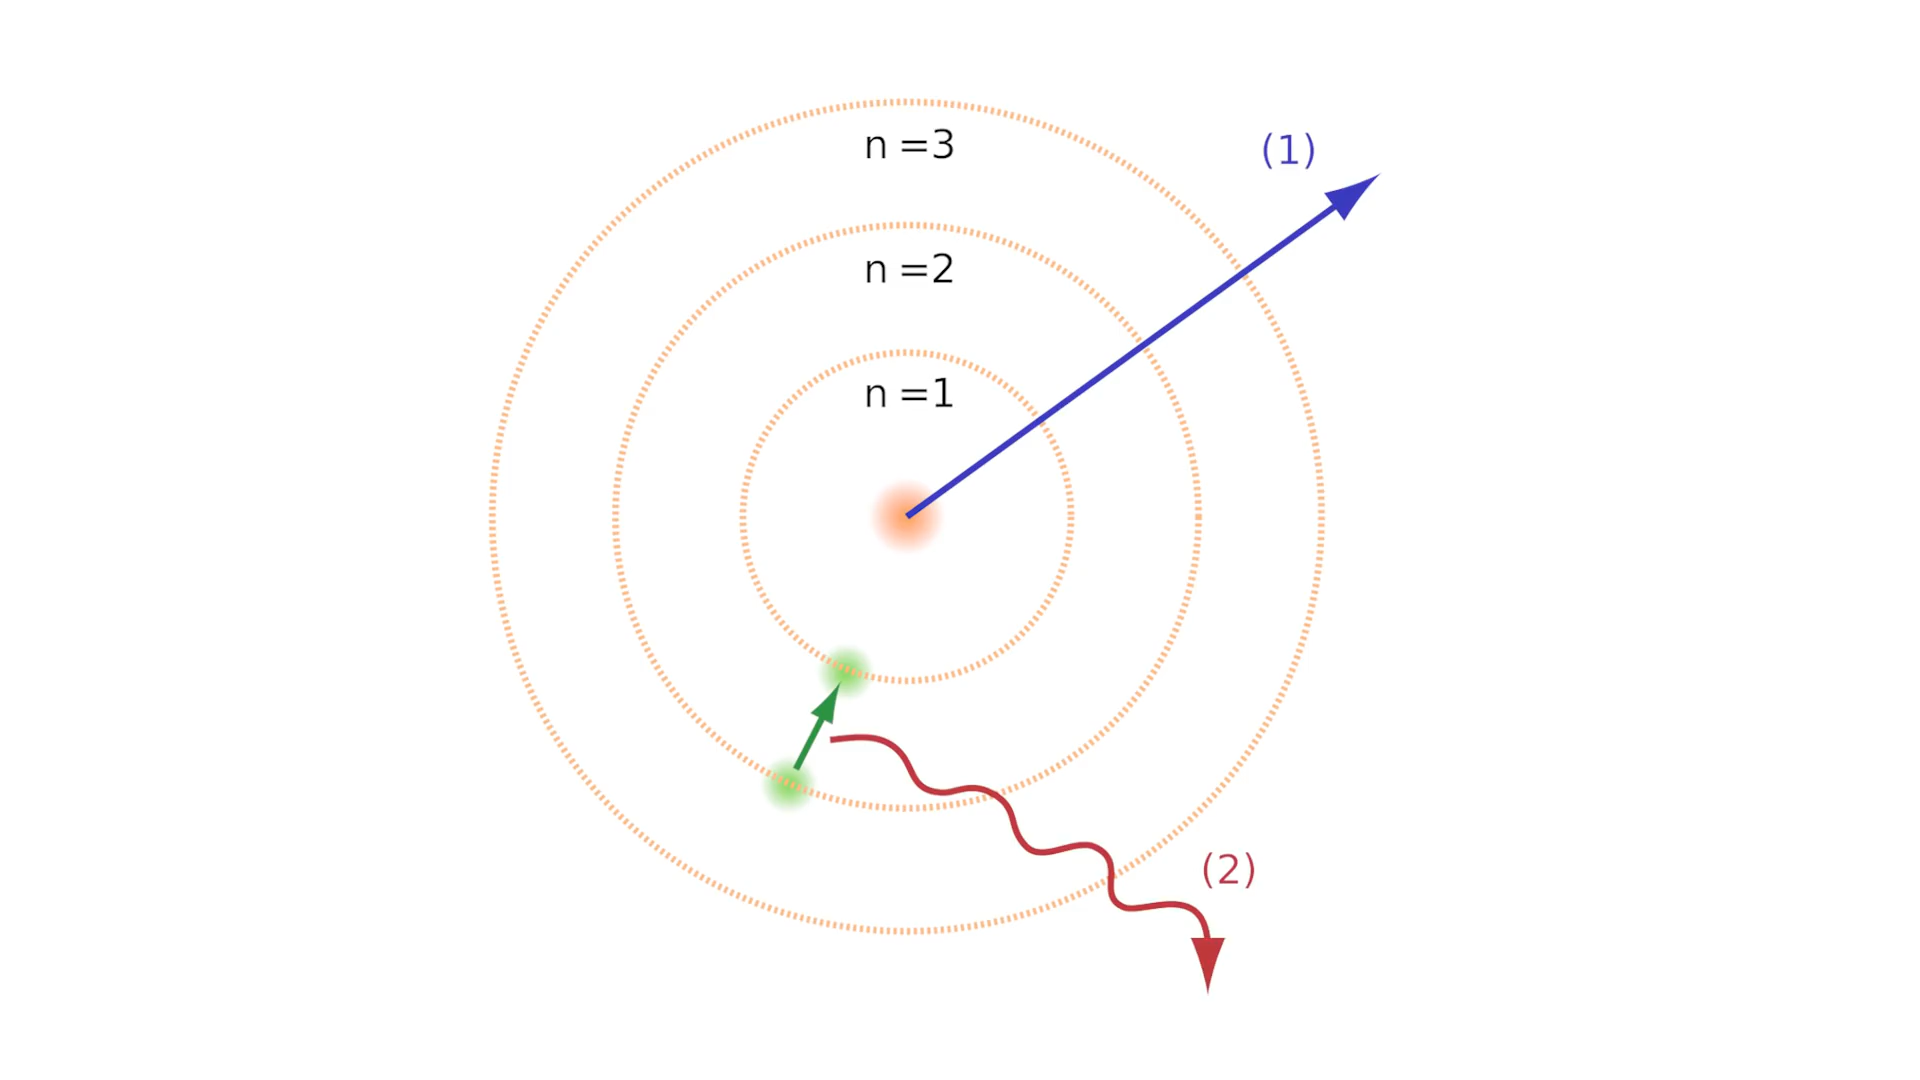 n =3
(1)
n =2
n =1
(2)